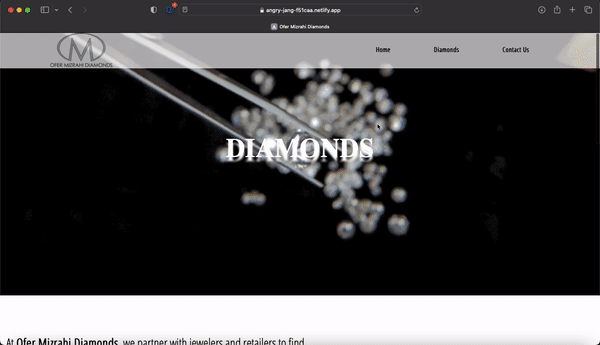 angry-jang-f51caa.netlify.app
Ofer Mizrahi Diamonds
OFER MIZRAHI DIAMONDS
Home
Diamonds
Contact Us
DIAMONDS
At Ofer Mizrahi Diamonds, we partner with jewelers and retailers to find